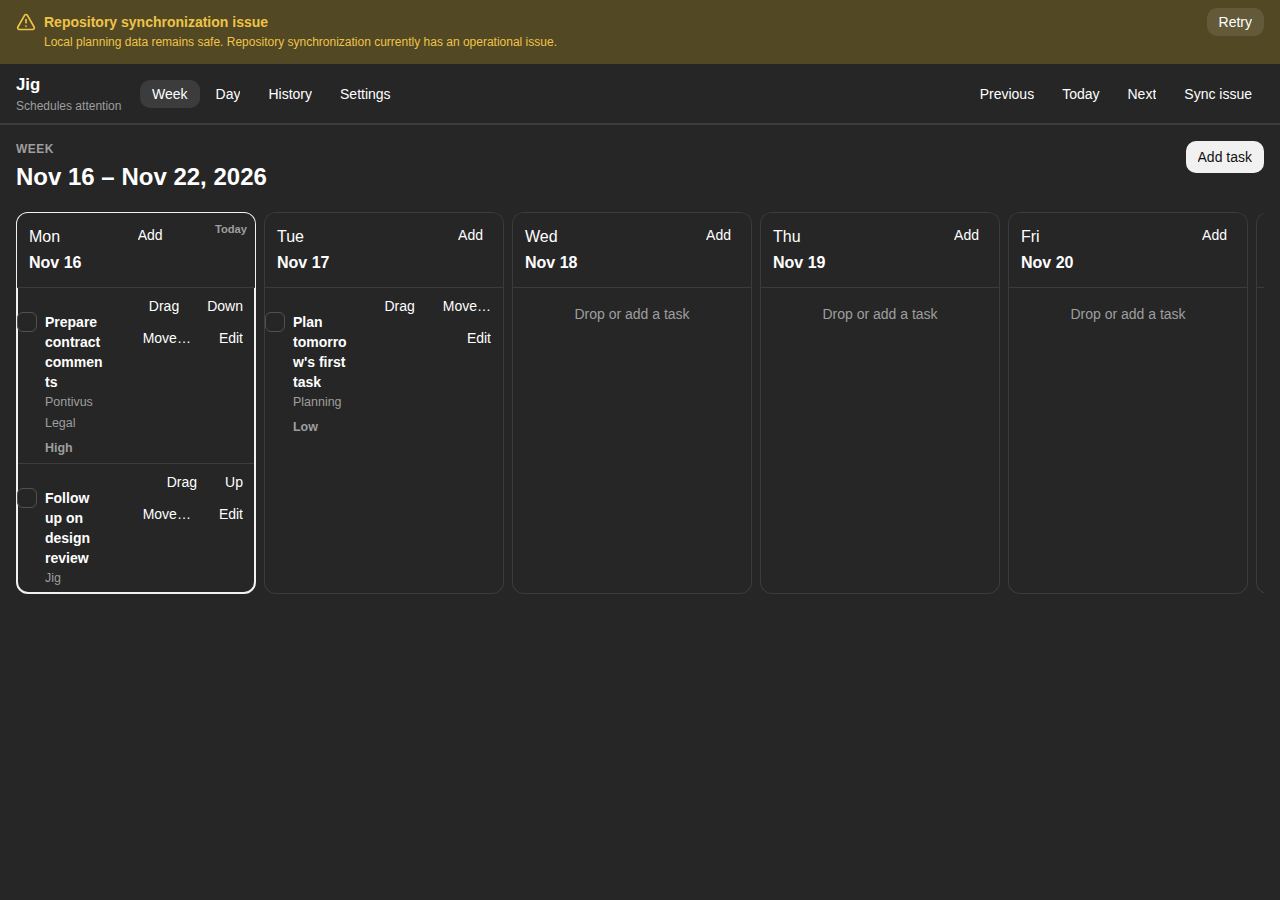 Repository synchronization issue
Local planning data remains safe. Repository synchronization currently has an operational issue.
Retry
Jig
Schedules attention
Week
Day
History
Settings
Previous
Today
Next
Sync issue
WEEK
Nov 16 – Nov 22, 2026
Add task
Mon
Add
Today
Nov 16
Drag
Down
Move…
Edit
Prepare
contract
commen
ts
Pontivus
Legal
High
Drag
Up
Move…
Edit
Follow
up on
design
review
Jig
Tue
Add
Nov 17
Drag
Move…
Edit
Plan
tomorro
w's first
task
Planning
Low
Wed
Add
Nov 18
Drop or add a task
Thu
Add
Nov 19
Drop or add a task
Fri
Add
Nov 20
Drop or add a task